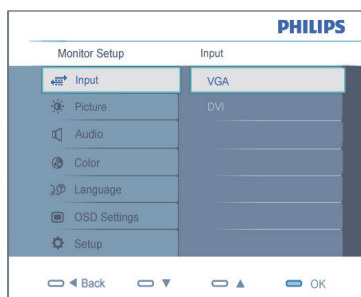 PHILIPS
Monitor Setup Input
Input VGA
Picture DVI
Audio
Color
Language
OSD Settings
Setup
◀ Back ▼ ▲ OK